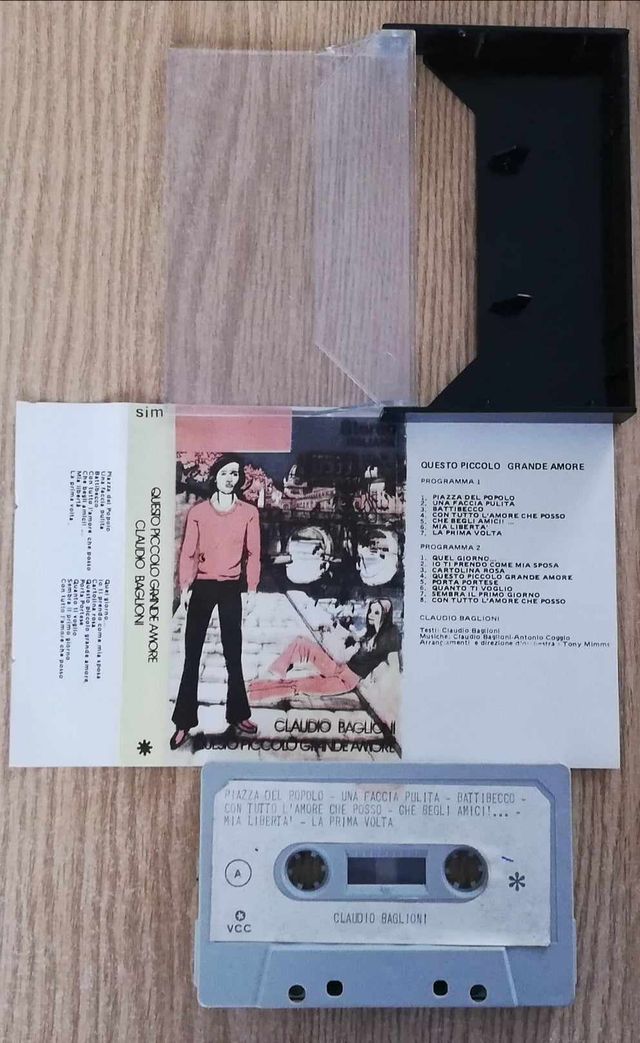 sim
QUESTO PICCOLO GRANDE AMORE
CLAUDIO BAGLIONI
Piazza del Popolo
Una faccia pulita
Battibecco
Con tutto l'amore che posso
Che begli amici! ...
Mia libertà
La prima volta
Quel giorno...
Io ti prendo come mia sposa
Cartolina rosa
Questo piccolo grande amore
Porta Portese
Quanto ti voglio
Sembra il primo giorno
Con tutto l'amore che posso
CLAUDIO BAGLIONI
QUESTO PICCOLO GRANDE AMORE
QUESTO PICCOLO GRANDE AMORE
PROGRAMMA 1
1. PIAZZA DEL POPOLO
2. UNA FACCIA PULITA
3. BATTIBECCO
4. CON TUTTO L'AMORE CHE POSSO
5. CHE BEGLI AMICI! ...
6. MIA LIBERTA'
7. LA PRIMA VOLTA
PROGRAMMA 2
1. QUEL GIORNO...
2. IO TI PRENDO COME MIA SPOSA
3. CARTOLINA ROSA
4. QUESTO PICCOLO GRANDE AMORE
5. PORTA PORTESE
6. QUANTO TI VOGLIO
7. SEMBRA IL PRIMO GIORNO
8. CON TUTTO L'AMORE CHE POSSO
CLAUDIO BAGLIONI
Testi: Claudio Baglioni
Musiche: Claudio Baglioni-Antonio Coggio
Arrangiamenti e direzione d'orchestra - Tony Mimms
PIAZZA DEL POPOLO - UNA FACCIA PULITA - BATTIBECCO -
CON TUTTO L'AMORE CHE POSSO - CHE BEGLI AMICI!... -
MIA LIBERTA' - LA PRIMA VOLTA
A
VCC
CLAUDIO BAGLIONI